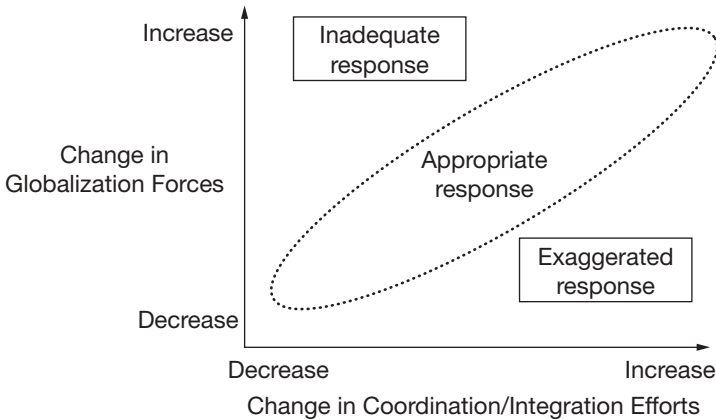 Increase
Inadequate
response
Change in
Globalization Forces
Appropriate
response
Exaggerated
response
Decrease
Decrease
Increase
Change in Coordination/Integration Efforts